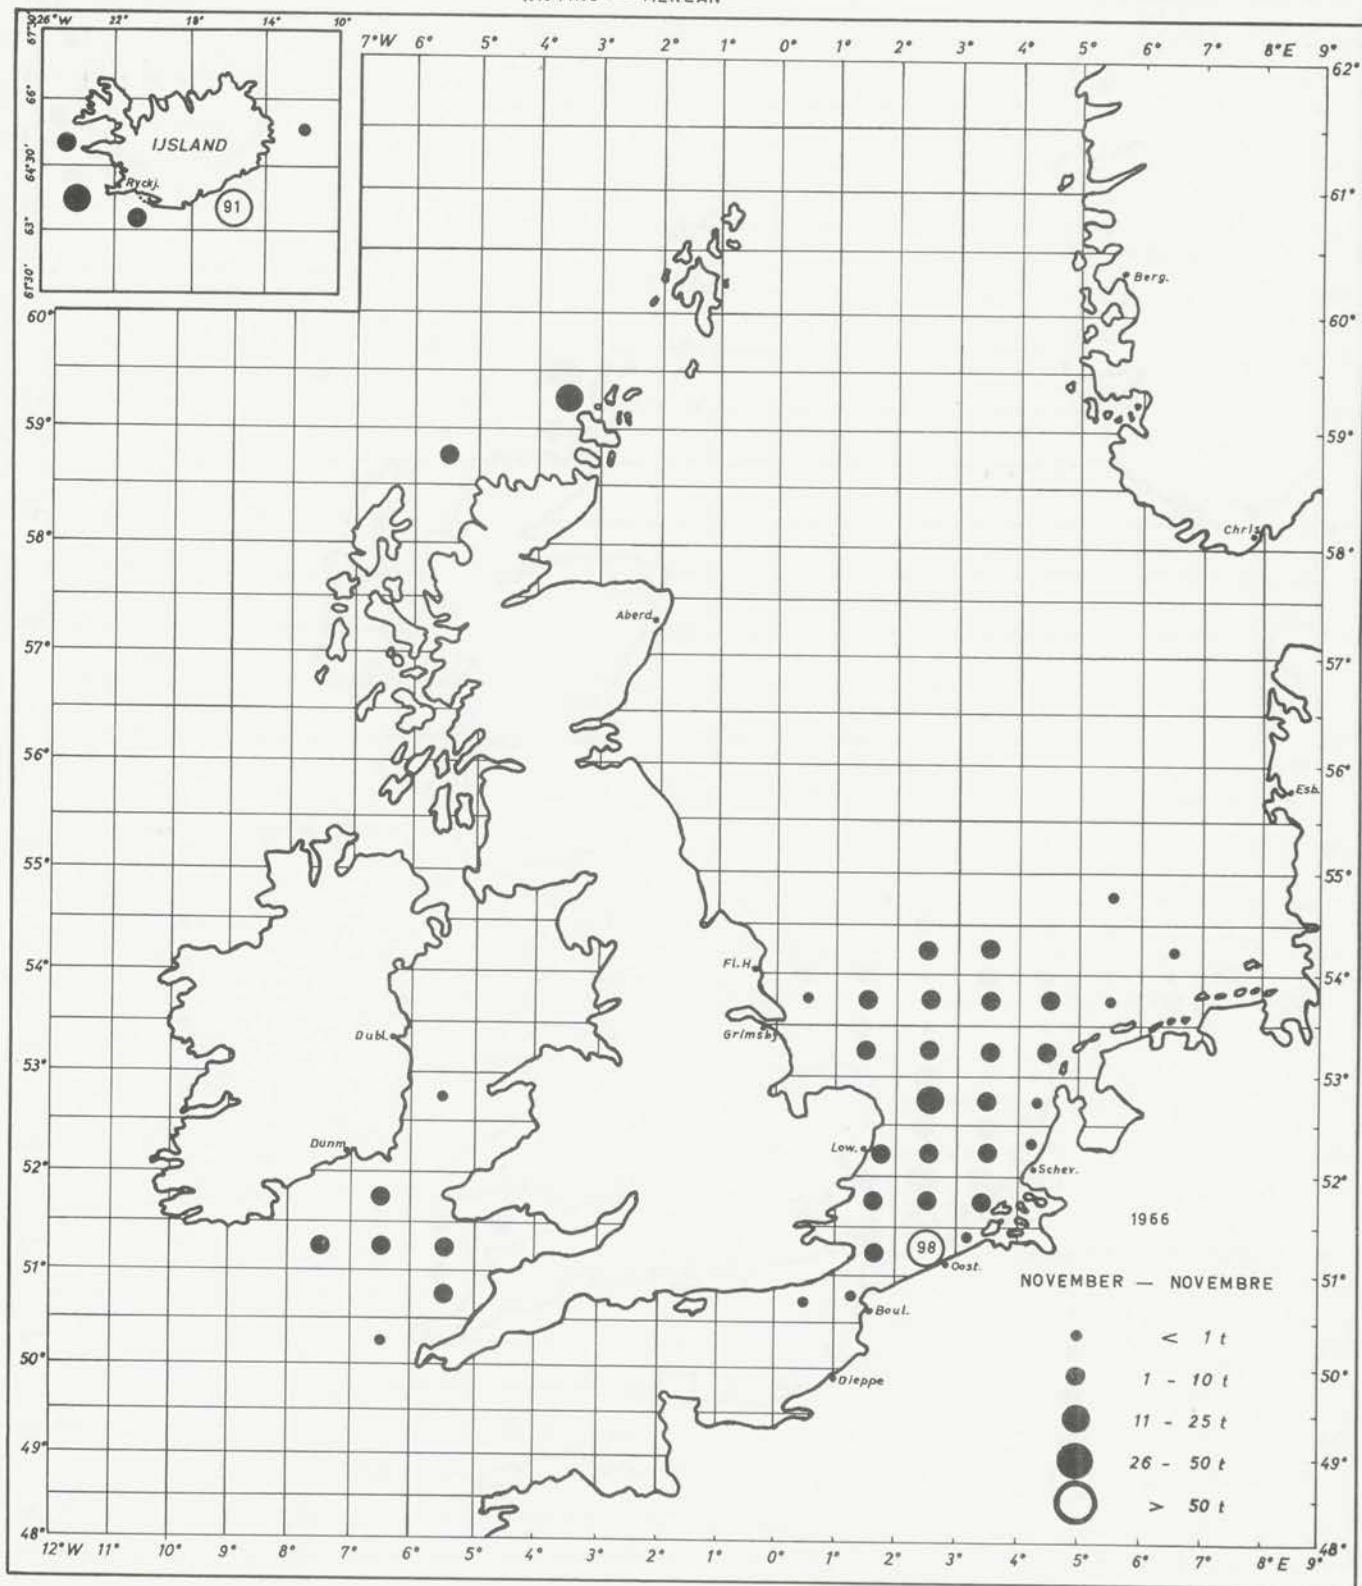 26°W 22° 18° 14° 10°
67°30'
66°
64°30'
63°
61°30'
IJSLAND
Ryckj.
91
7°W 6° 5° 4° 3° 2° 1° 0° 1° 2° 3° 4° 5° 6° 7° 8°E 9°
62°
61°
Berg.
60° 60°
59° 59°
Chris
58° 58°
Aberd.
57° 57°
56° 56°
Esb.
55° 55°
Fl.H
54° 54°
Grimsby
Dubl.
53° 53°
Dunm
Low.
Schev.
52° 52°
1966
98
Oost.
51° 51°
NOVEMBER — NOVEMBRE
Boul.
< 1 t
50° 50°
Dieppe
1 - 10 t
11 - 25 t
49° 49°
26 - 50 t
> 50 t
48° 48°
12°W 11° 10° 9° 8° 7° 6° 5° 4° 3° 2° 1° 0° 1° 2° 3° 4° 5° 6° 7° 8°E 9°